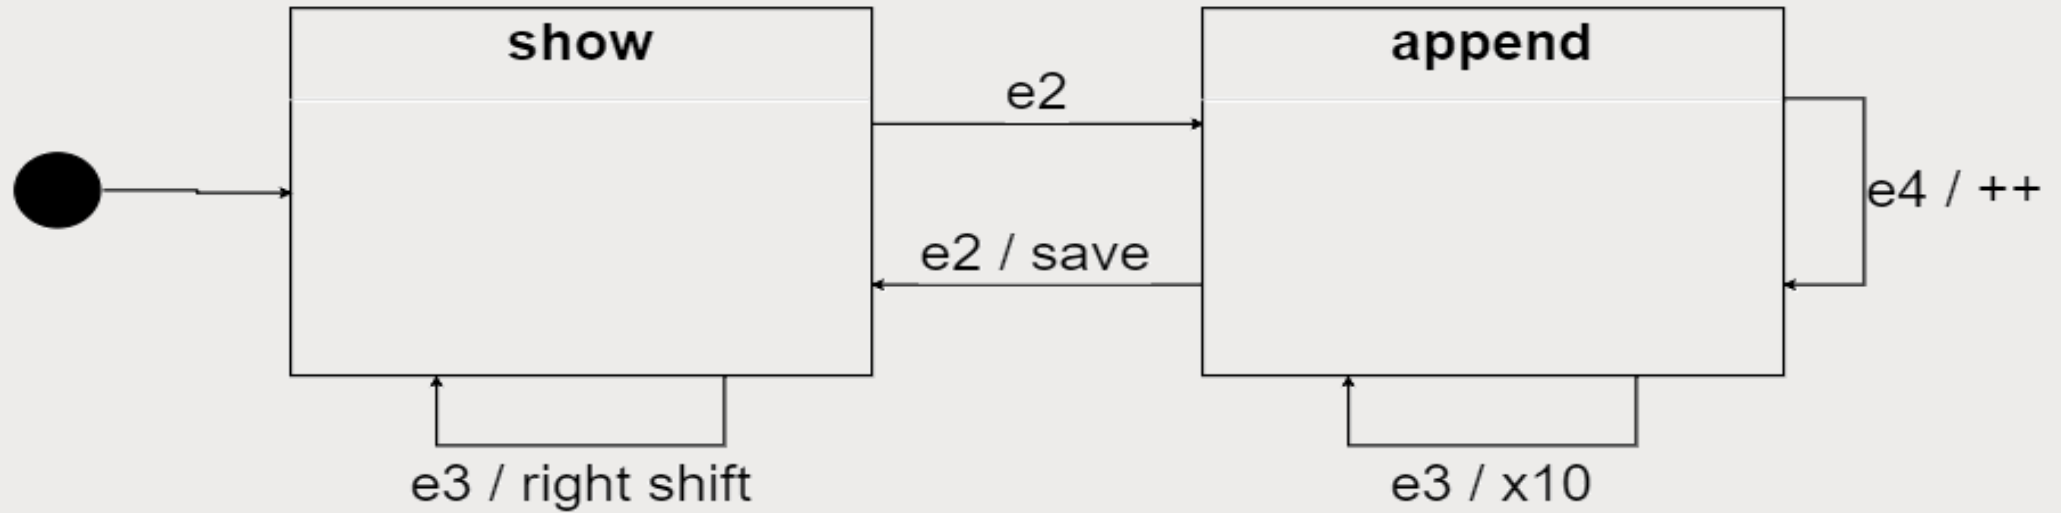 show
append
e2
e4 / ++
e2 / save
e3 / right shift
e3 / x10